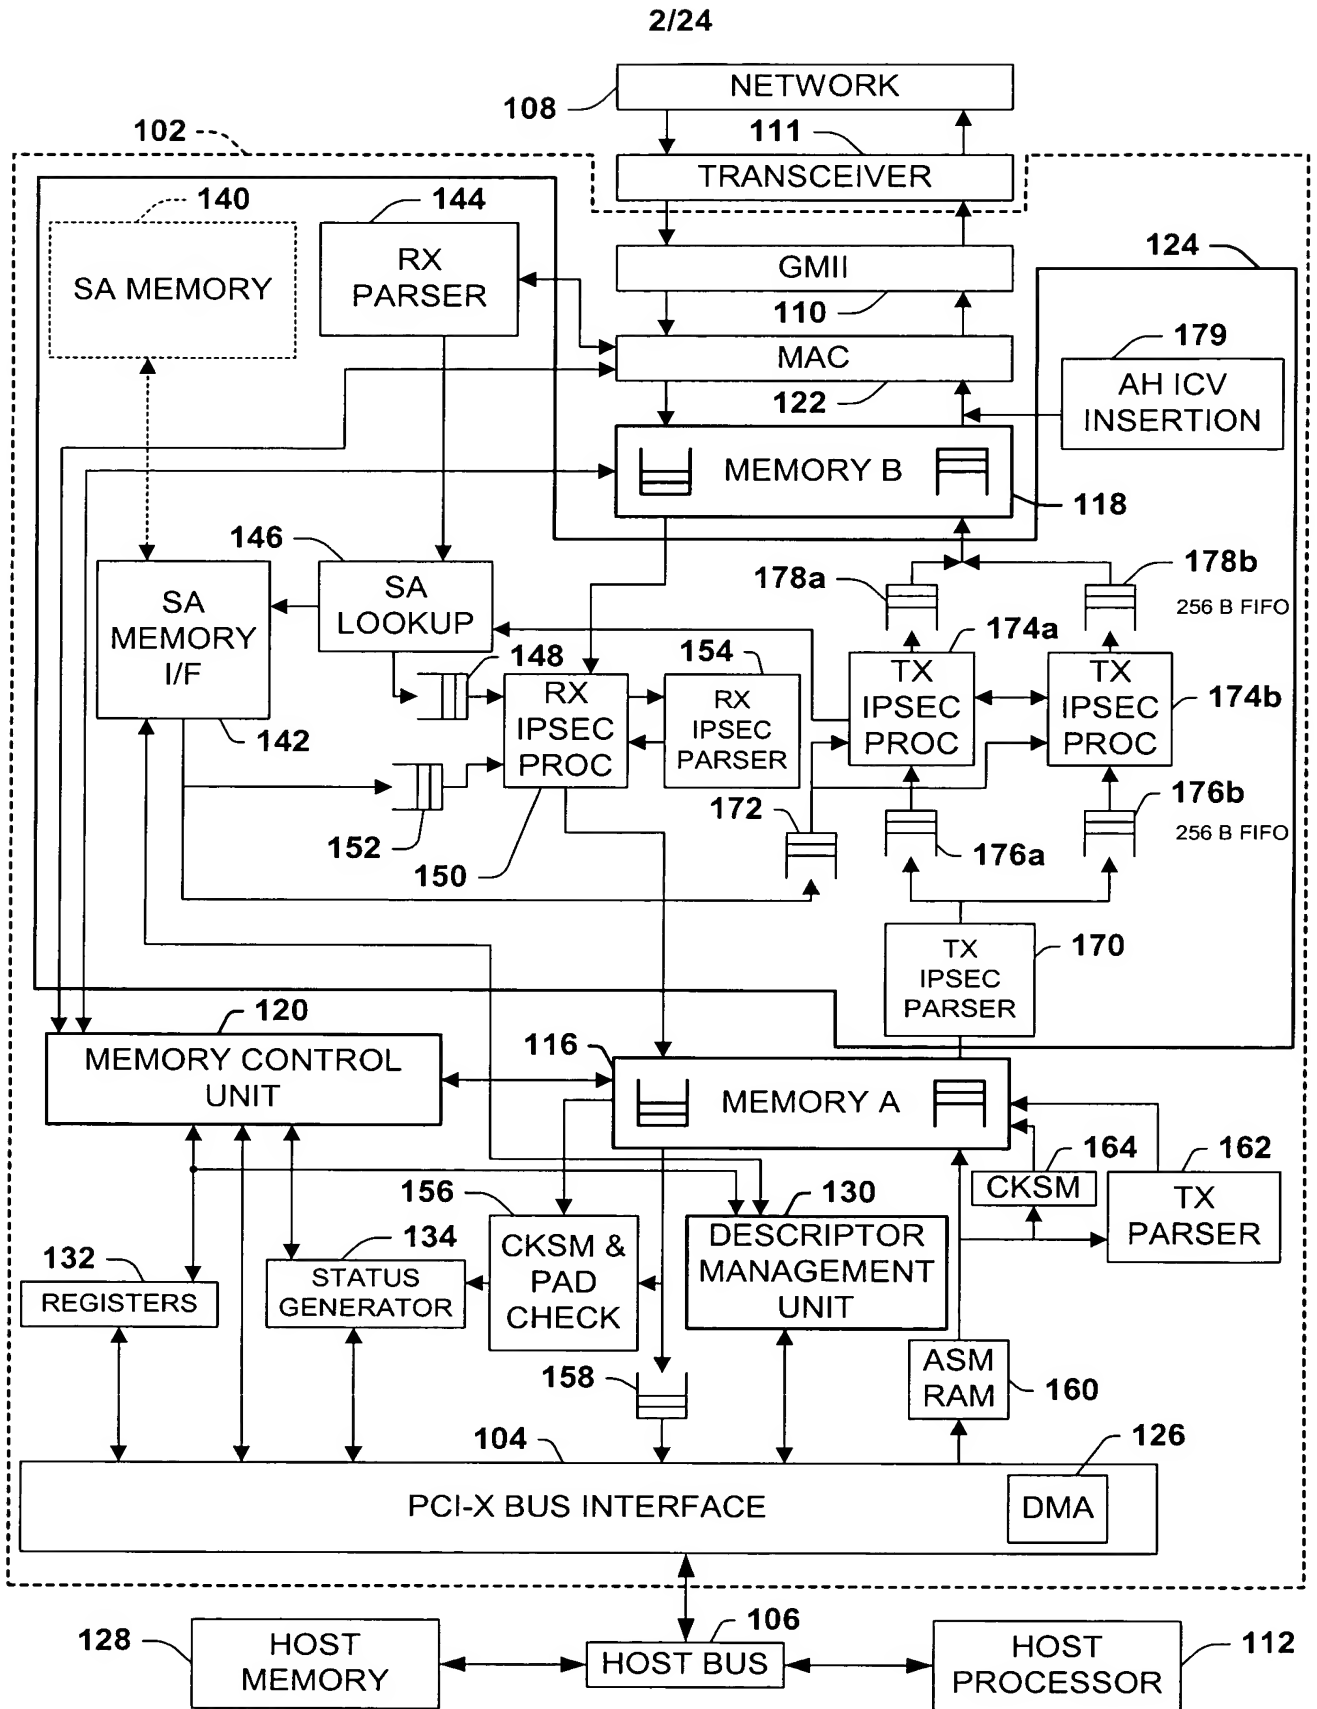 2/24
NETWORK
108
102
111
TRANSCEIVER
140
144
SA MEMORY
RX
PARSER
GMII
110
124
MAC
122
179
AH ICV
INSERTION
MEMORY B
118
146
SA
MEMORY
I/F
142
SA
LOOKUP
148
152
RX
IPSEC
PROC
150
154
RX
IPSEC
PARSER
178a
178b
256 B FIFO
174a
TX
IPSEC
PROC
TX
IPSEC
PROC
174b
172
176a
176b
256 B FIFO
TX
IPSEC
PARSER
170
120
MEMORY CONTROL
UNIT
116
MEMORY A
164
CKSM
162
TX
PARSER
156
CKSM &
PAD
CHECK
130
DESCRIPTOR
MANAGEMENT
UNIT
132
REGISTERS
134
STATUS
GENERATOR
158
ASM
RAM
160
104
PCI-X BUS INTERFACE
126
DMA
128
HOST
MEMORY
106
HOST BUS
HOST
PROCESSOR
112